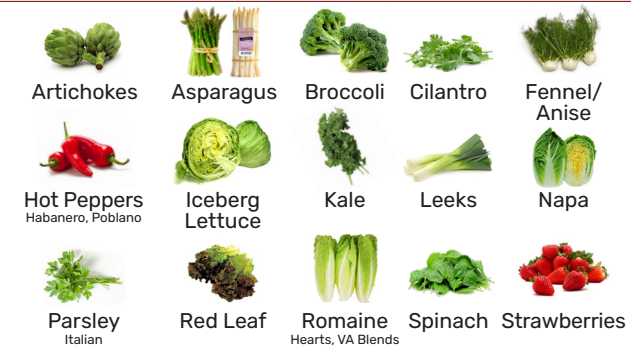 Artichokes
Asparagus
Broccoli
Cilantro
Fennel/
Anise
Hot Peppers
Habanero, Poblano
Iceberg
Lettuce
Kale
Leeks
Napa
Parsley
Italian
Red Leaf
Romaine
Hearts, VA Blends
Spinach
Strawberries